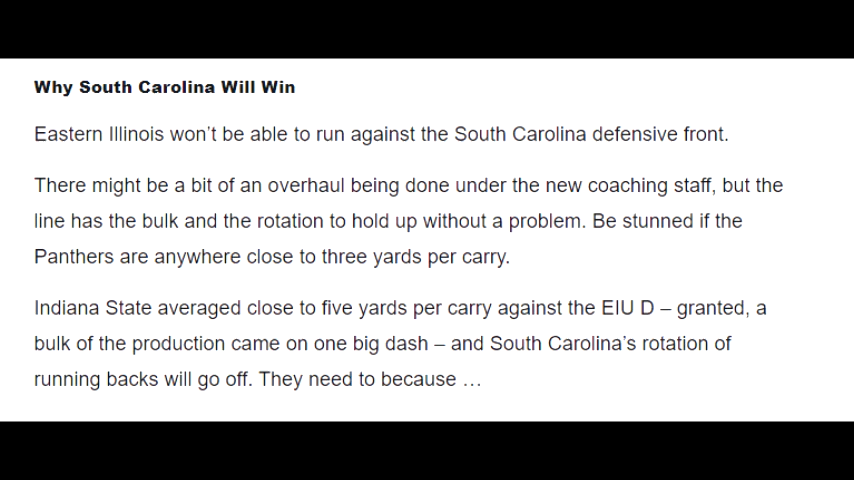 Why South Carolina Will Win
Eastern Illinois won’t be able to run against the South Carolina defensive front.
There might be a bit of an overhaul being done under the new coaching staff, but the
line has the bulk and the rotation to hold up without a problem. Be stunned if the
Panthers are anywhere close to three yards per carry.
Indiana State averaged close to five yards per carry against the EIU D – granted, a
bulk of the production came on one big dash – and South Carolina’s rotation of
running backs will go off. They need to because …